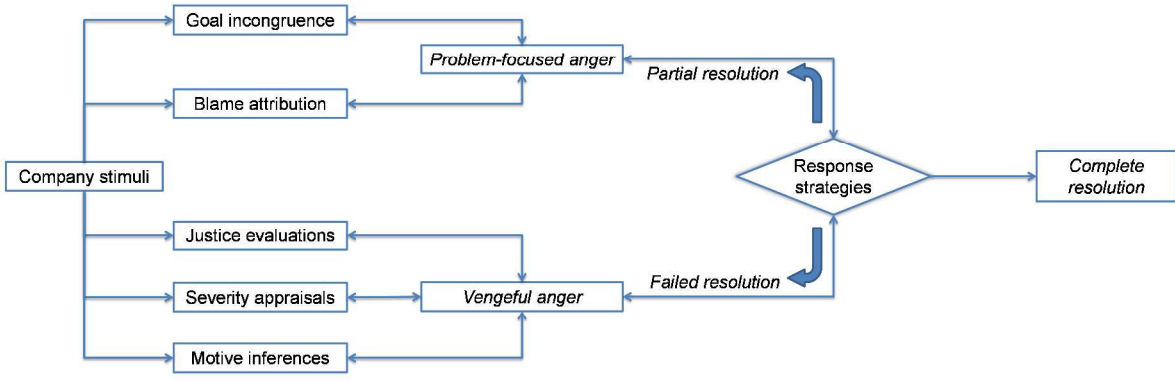 Goal incongruence
Problem-focused anger
Partial resolution
Blame attribution
Company stimuli
Response
strategies
Complete
resolution
Justice evaluations
Failed resolution
Severity appraisals
Vengeful anger
Motive inferences